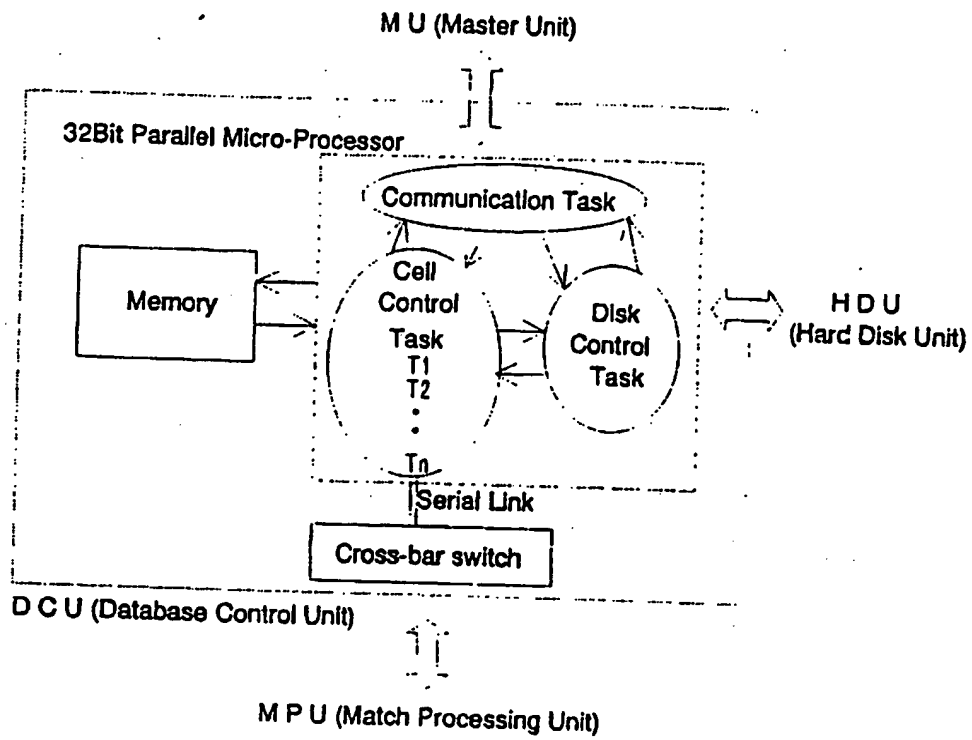 M U (Master Unit)
32Bit Parallel Micro-Processor
Communication Task
Memory
Cell
Control
Task
T1
T2
•
•
Tn
Disk
Control
Task
H D U
(Hard Disk Unit)
Serial Link
Cross-bar switch
D C U (Database Control Unit)
M P U (Match Processing Unit)